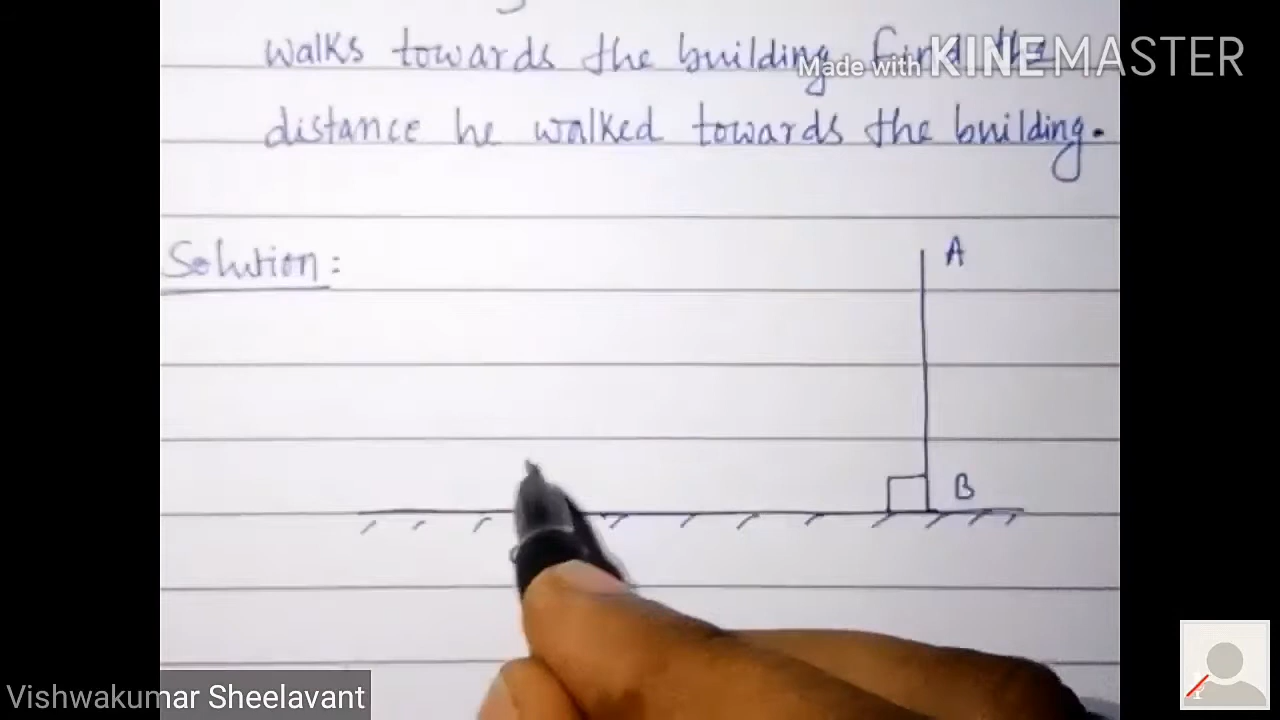 walks towards the building. find the
Made with KINEMASTER
distance he walked towards the building.
Solution:
A
B
Vishwakumar Sheelavant